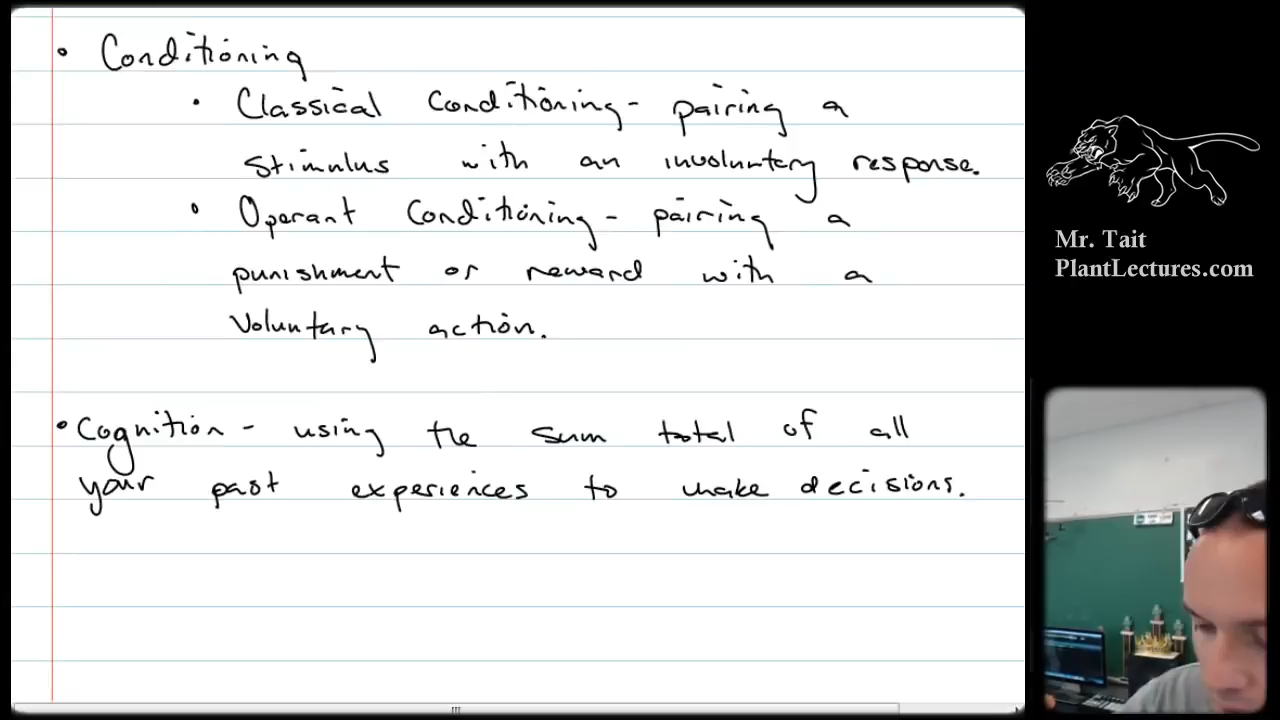 • Conditioning
• Classical Conditioning - pairing a
stimulus with an involuntary response.
• Operant Conditioning - pairing a
punishment or reward with a
voluntary action.
• Cognition - using the sum total of all
your past experiences to make decisions.
Mr. Tait
PlantLectures.com